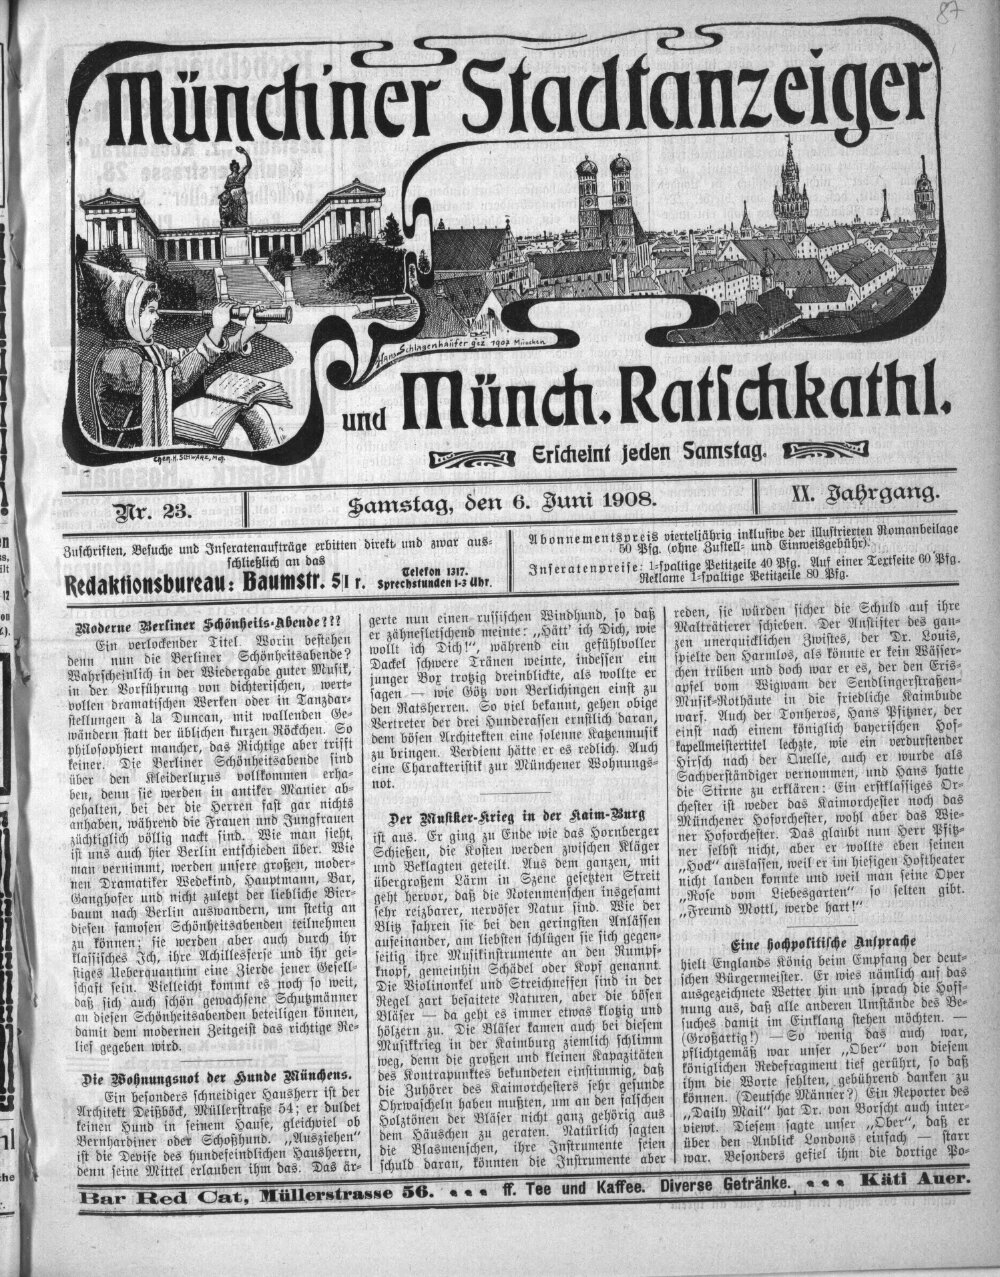 87
Münchner Stadtanzeiger
Hans Schlagenhaufer gez. 1907 München
und Münch. Ratschkathl.
Erscheint jeden Samstag.
Nr. 23.
Samstag, den 6. Juni 1908.
XX. Jahrgang.
Zuschriften, Besuche und Inseratenaufträge erbitten direkt und zwar aus-
schließlich an das
Redaktionsbureau: Baumstr. 5/I r.
Telefon 1317.
Sprechstunden 1-3 Uhr.
Abonnementspreis vierteljährig inklusive der illustrierten Romanbeilage
50 Pfg. (ohne Zustell- und Einweisgebühr).
Inseratenpreise: 1-spaltige Petitzeile 40 Pfg. Auf einer Textseite 60 Pfg.
Reklame 1-spaltige Petitzeile 80 Pfg.
Moderne Berliner Schönheits-Abende???
Ein verlockender Titel. Worin bestehen
denn nun die Berliner Schönheitsabende?
Wahrscheinlich in der Wiedergabe guter Musik,
in der Vorführung von dichterischen, wert-
vollen dramatischen Werken oder in Tanzdar-
stellungen à la Duncan, mit wallenden Ge-
wändern statt der üblichen kurzen Röckchen. So
philosophiert mancher, das Richtige aber trifft
keiner. Die Berliner Schönheitsabende sind
über den Kleiderluxus vollkommen erha-
ben, denn sie werden in antiker Manier ab-
gehalten, bei der die Herren fast gar nichts
anhaben, während die Frauen und Jungfrauen
züchtiglich völlig nackt sind. Wie man sieht,
ist uns auch hier Berlin entschieden über. Wie
man vernimmt, werden unsere großen, moder-
nen Dramatiker Wedekind, Hauptmann, Bar,
Ganghofer und nicht zuletzt der liebliche Bier-
baum nach Berlin auswandern, um stetig an
diesen famosen Schönheitsabenden teilnehmen
zu können; sie werden aber auch durch ihr
klassisches Ich, ihre Achillesferse und ihr gei-
stiges Ueberquantum eine Zierde jener Gesell-
schaft sein. Vielleicht kommt es noch so weit,
daß sich auch schön gewachsene Schutzmänner
an diesen Schönheitsabenden beteiligen können,
damit dem modernen Zeitgeist das richtige Re-
lief gegeben wird.
Die Wohnungsnot der Hunde Münchens.
Ein besonders schneidiger Hausherr ist der
Architekt Deißböck, Müllerstraße 54; er duldet
keinen Hund in seinem Hause, gleichviel ob
Bernhardiner oder Schoßhund. „Ausziehen"
ist die Devise des hundefeindlichen Hausherrn,
denn seine Mittel erlauben ihm das. Das är-
gerte nun einen russischen Windhund, so daß
er zähnefletschend meinte: „Hätt' ich Dich, wie
wollt ich Dich!", während ein gefühlvoller
Dackel schwere Tränen weinte, indessen ein
junger Box trotzig dreinblickte, als wollte er
sagen — wie Götz von Berlichingen einst zu
den Ratsherren. So viel bekannt, gehen obige
Vertreter der drei Hunderassen ernstlich daran,
dem bösen Architekten eine solenne Katzenmusik
zu bringen. Verdient hätte er es redlich. Auch
eine Charakteristik zur Münchener Wohnungs-
not.
Der Musiker-Krieg in der Kaim-Burg
ist aus. Er ging zu Ende wie das Hornberger
Schießen, die Kosten werden zwischen Kläger
und Beklagten geteilt. Aus dem ganzen, mit
übergroßem Lärm in Szene gesetzten Streit
geht hervor, daß die Notenmenschen insgesamt
sehr reizbarer, nervöser Natur sind. Wie der
Blitz fahren sie bei den geringsten Anlässen
aufeinander, am liebsten schlügen sie sich gegen-
seitig ihre Musikinstrumente an den Rumpf-
knopf, gemeinhin Schädel oder Kopf genannt.
Die Violinonkel und Streichneffen sind in der
Regel zart besaitete Naturen, aber die bösen
Bläser — da geht es immer etwas klotzig und
hölzern zu. Die Bläser kamen auch bei diesem
Musikkrieg in der Kaimburg ziemlich schlimm
weg, denn die großen und kleinen Kapazitäten
des Kontrapunktes bekundeten einstimmig, daß
die Zuhörer des Kaimorchesters sehr gesunde
Ohrwascheln haben mußten, um an den falschen
Holztönen der Bläser nicht ganz gehörig aus
dem Häuschen zu geraten. Natürlich sagten
die Blasmenschen, ihre Instrumente seien
schuld daran, könnten die Instrumente aber
reden, sie würden sicher die Schuld auf ihre
Malträtierer schieben. Der Anstifter des gan-
zen unerquicklichen Zwistes, der Dr. Louis,
spielte den Harmlos, als könnte er kein Wässer-
chen trüben und doch war er es, der den Eris-
apfel vom Wigwam der Sendlingerstraßen-
Musik-Rothäute in die friedliche Kaimbude
warf. Auch der Tonheros, Hans Pfitzner, der
einst nach einem königlich bayerischen Hof-
kapellmeistertitel lechzte, wie ein verdurstender
Hirsch nach der Quelle, auch er wurde als
Sachverständiger vernommen, und Hans hatte
die Stirne zu erklären: Ein erstklassiges Or-
chester ist weder das Kaimorchester noch das
Münchener Hoforchester, wohl aber das Wie-
ner Hoforchester. Das glaubt nun Herr Pfitz-
ner selbst nicht, aber er wollte eben seinen
„Hock" auslassen, weil er im hiesigen Hoftheater
nicht landen konnte und weil man seine Oper
„Rose vom Liebesgarten" so selten gibt.
„Freund Mottl, werde hart!"
Eine hochpolitische Ansprache
hielt Englands König beim Empfang der deut-
schen Bürgermeister. Er wies nämlich auf das
ausgezeichnete Wetter hin und sprach die Hoff-
nung aus, daß alle anderen Umstände des Be-
suches damit im Einklang stehen möchten. —
(Großartig!) — So wenig das auch war,
pflichtgemäß war unser „Ober" von diesem
königlichen Redefragment tief gerührt, so daß
ihm die Worte fehlten, gebührend danken zu
können. (Deutsche Männer?) Ein Reporter des
„Daily Mail" hat Dr. von Borscht auch inter-
viewt. Diesem sagte unser „Ober", daß er
über den Anblick Londons einfach — starr
war. Besonders gefiel ihm die dortige Po-
Bar Red Cat, Müllerstrasse 56. ff. Tee und Kaffee. Diverse Getränke. Käti Auer.